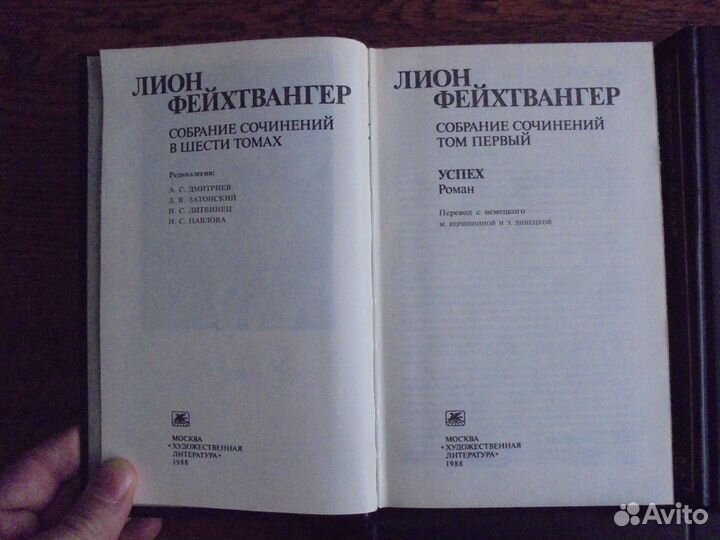 ЛИОН
ФЕЙХТВАНГЕР
СОБРАНИЕ СОЧИНЕНИЙ
В ШЕСТИ ТОМАХ
Редколлегия:
А. С. ДМИТРИЕВ
Д. В. ЗАТОНСКИЙ
Н. С. ЛИТВИНЕЦ
Н. С. ПАВЛОВА
МОСКВА
«ХУДОЖЕСТВЕННАЯ
ЛИТЕРАТУРА»
1988
ЛИОН
ФЕЙХТВАНГЕР
СОБРАНИЕ СОЧИНЕНИЙ
ТОМ ПЕРВЫЙ
УСПЕХ
Роман
Перевод с немецкого
М. ВЕРШИНИНОЙ И Э. ЛИНЕЦКОЙ
МОСКВА
«ХУДОЖЕСТВЕННАЯ
ЛИТЕРАТУРА»
1988
Avito